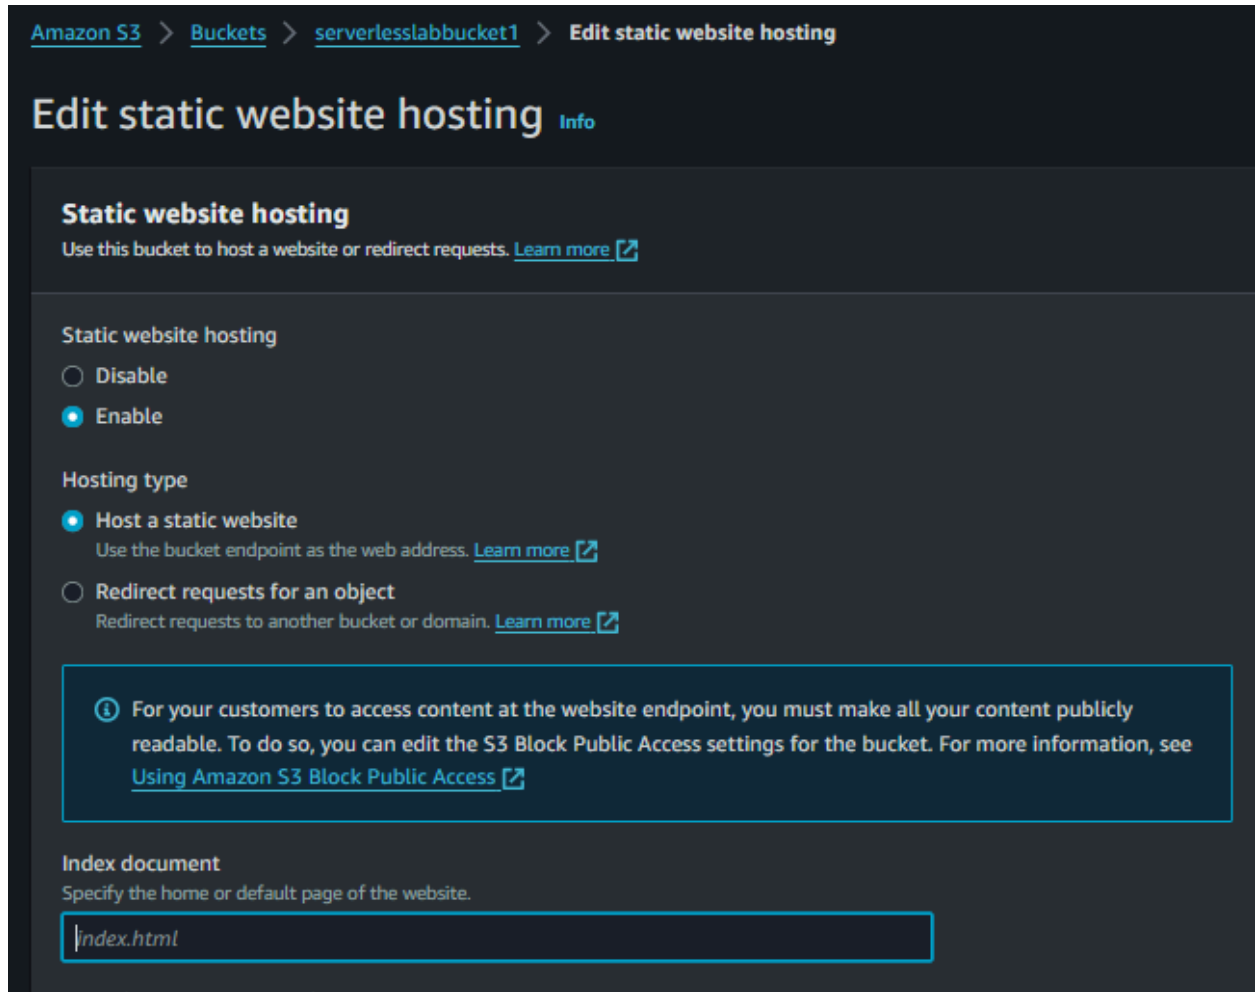 Amazon S3 > Buckets > serverlesslabbucket1 > Edit static website hosting
Edit static website hosting Info
Static website hosting
Use this bucket to host a website or redirect requests. Learn more
Static website hosting
Disable
Enable
Hosting type
Host a static website
Use the bucket endpoint as the web address. Learn more
Redirect requests for an object
Redirect requests to another bucket or domain. Learn more
For your customers to access content at the website endpoint, you must make all your content publicly
readable. To do so, you can edit the S3 Block Public Access settings for the bucket. For more information, see
Using Amazon S3 Block Public Access
Index document
Specify the home or default page of the website.
index.html